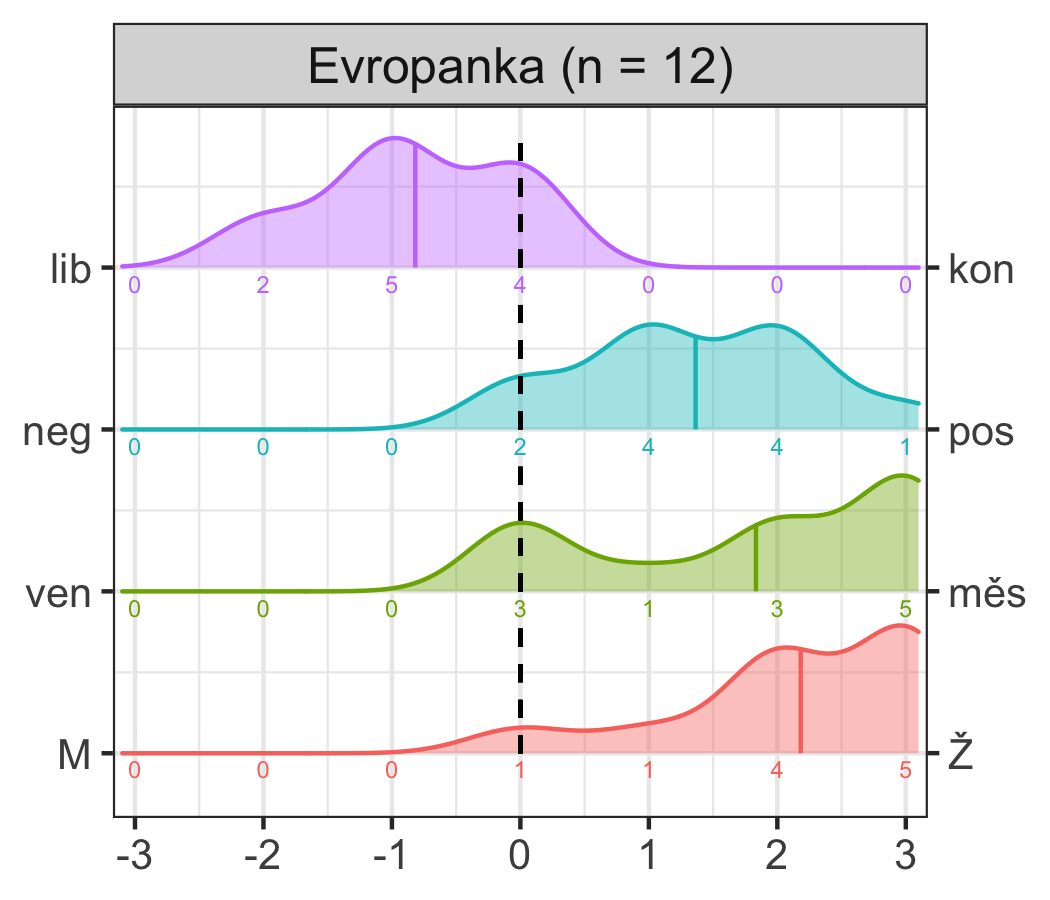 Evropanka (n = 12)
lib kon
0 2 5 4 0 0 0
neg pos
0 0 0 2 4 4 1
ven měs
0 0 0 3 1 3 5
M Ž
0 0 0 1 1 4 5
-3 -2 -1 0 1 2 3